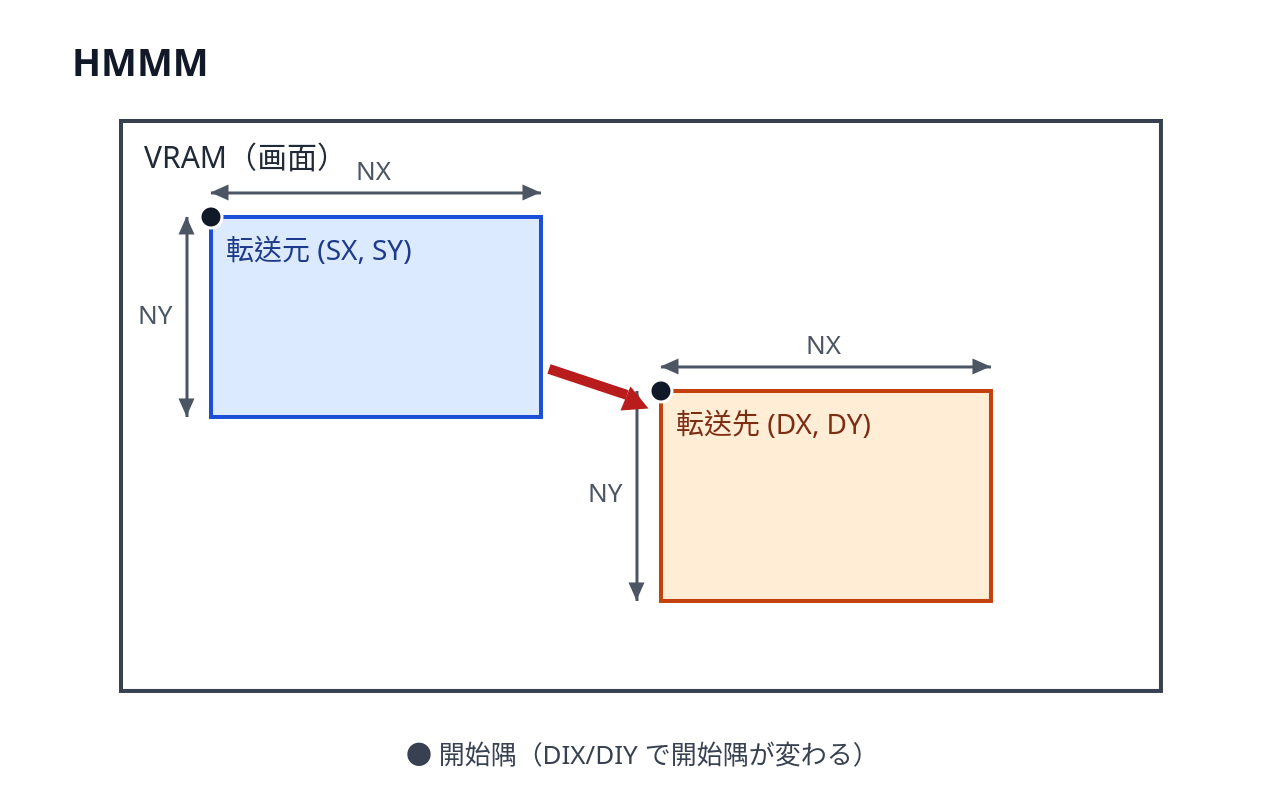 HMMM
VRAM（画面）
NX
転送元 (SX, SY)
NY
NX
転送先 (DX, DY)
NY
開始隅（DIX/DIY で開始隅が変わる）